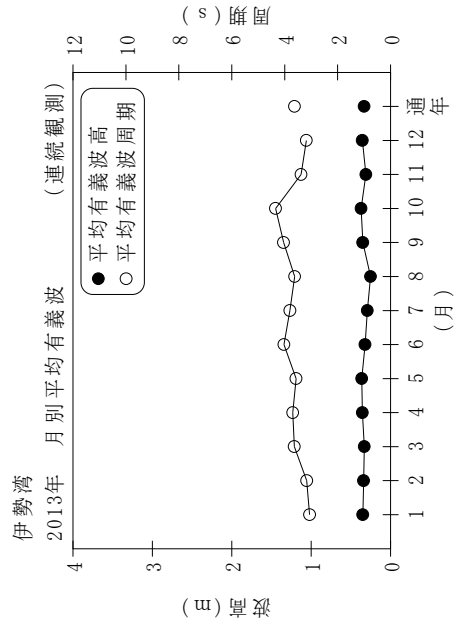 伊勢湾
2013年 月別平均有義波 (連続観測)
● 平均有義波高
○ 平均有義波周期
波高(m)
4
3
2
1
0
周期(s)
12
10
8
6
4
2
0
1 2 3 4 5 6 7 8 9 10 11 12 通年
(月)